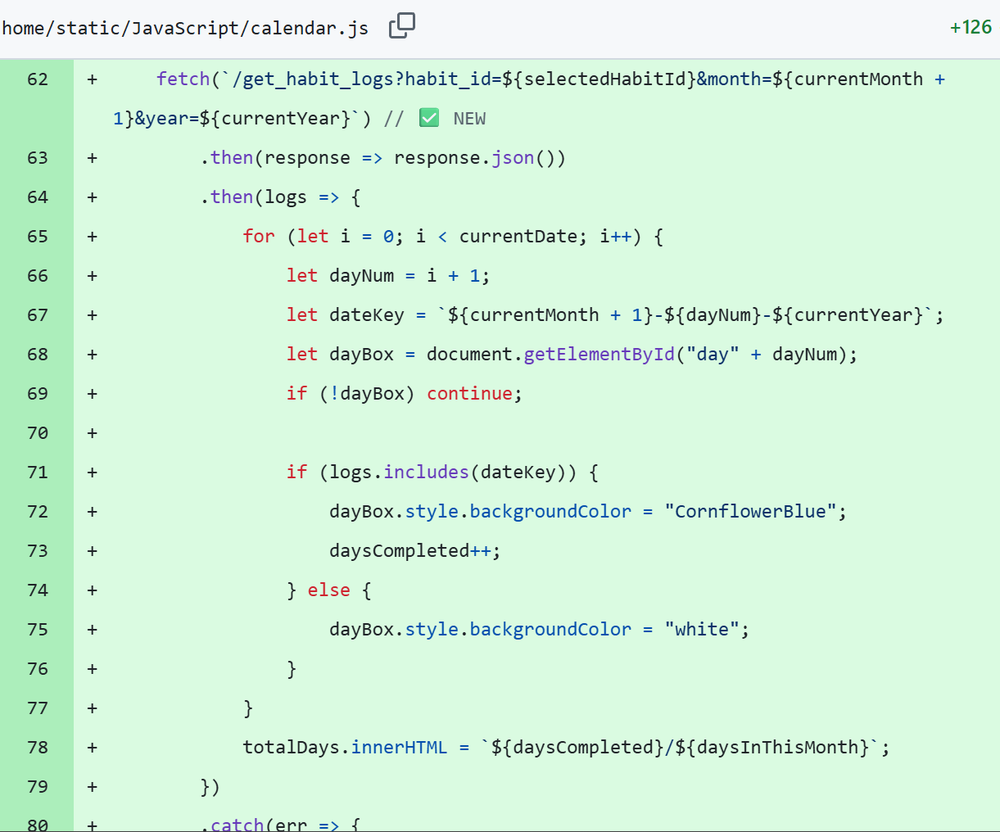 home/static/JavaScript/calendar.js +126
62 + fetch(`/get_habit_logs?habit_id=${selectedHabitId}&month=${currentMonth +
1}&year=${currentYear}`) // ✅ NEW
63 + .then(response => response.json())
64 + .then(logs => {
65 + for (let i = 0; i < currentDate; i++) {
66 + let dayNum = i + 1;
67 + let dateKey = `${currentMonth + 1}-${dayNum}-${currentYear}`;
68 + let dayBox = document.getElementById("day" + dayNum);
69 + if (!dayBox) continue;
70 +
71 + if (logs.includes(dateKey)) {
72 + dayBox.style.backgroundColor = "CornflowerBlue";
73 + daysCompleted++;
74 + } else {
75 + dayBox.style.backgroundColor = "white";
76 + }
77 + }
78 + totalDays.innerHTML = `${daysCompleted}/${daysInThisMonth}`;
79 + })
80 + .catch(err => {